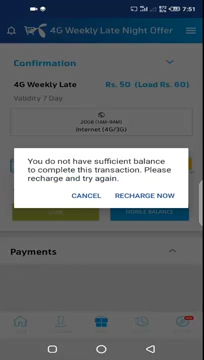 7:51
4G Weekly Late Night Offer
Confirmation
4G Weekly Late
Rs. 50 (Load Rs. 60)
Validity 7 Day
(1AM-9AM)
Internet (4G/3G)
You do not have sufficient balance
to complete this transaction. Please
recharge and try again.
CANCEL
RECHARGE NOW
MOBILE BALANCE
Payments